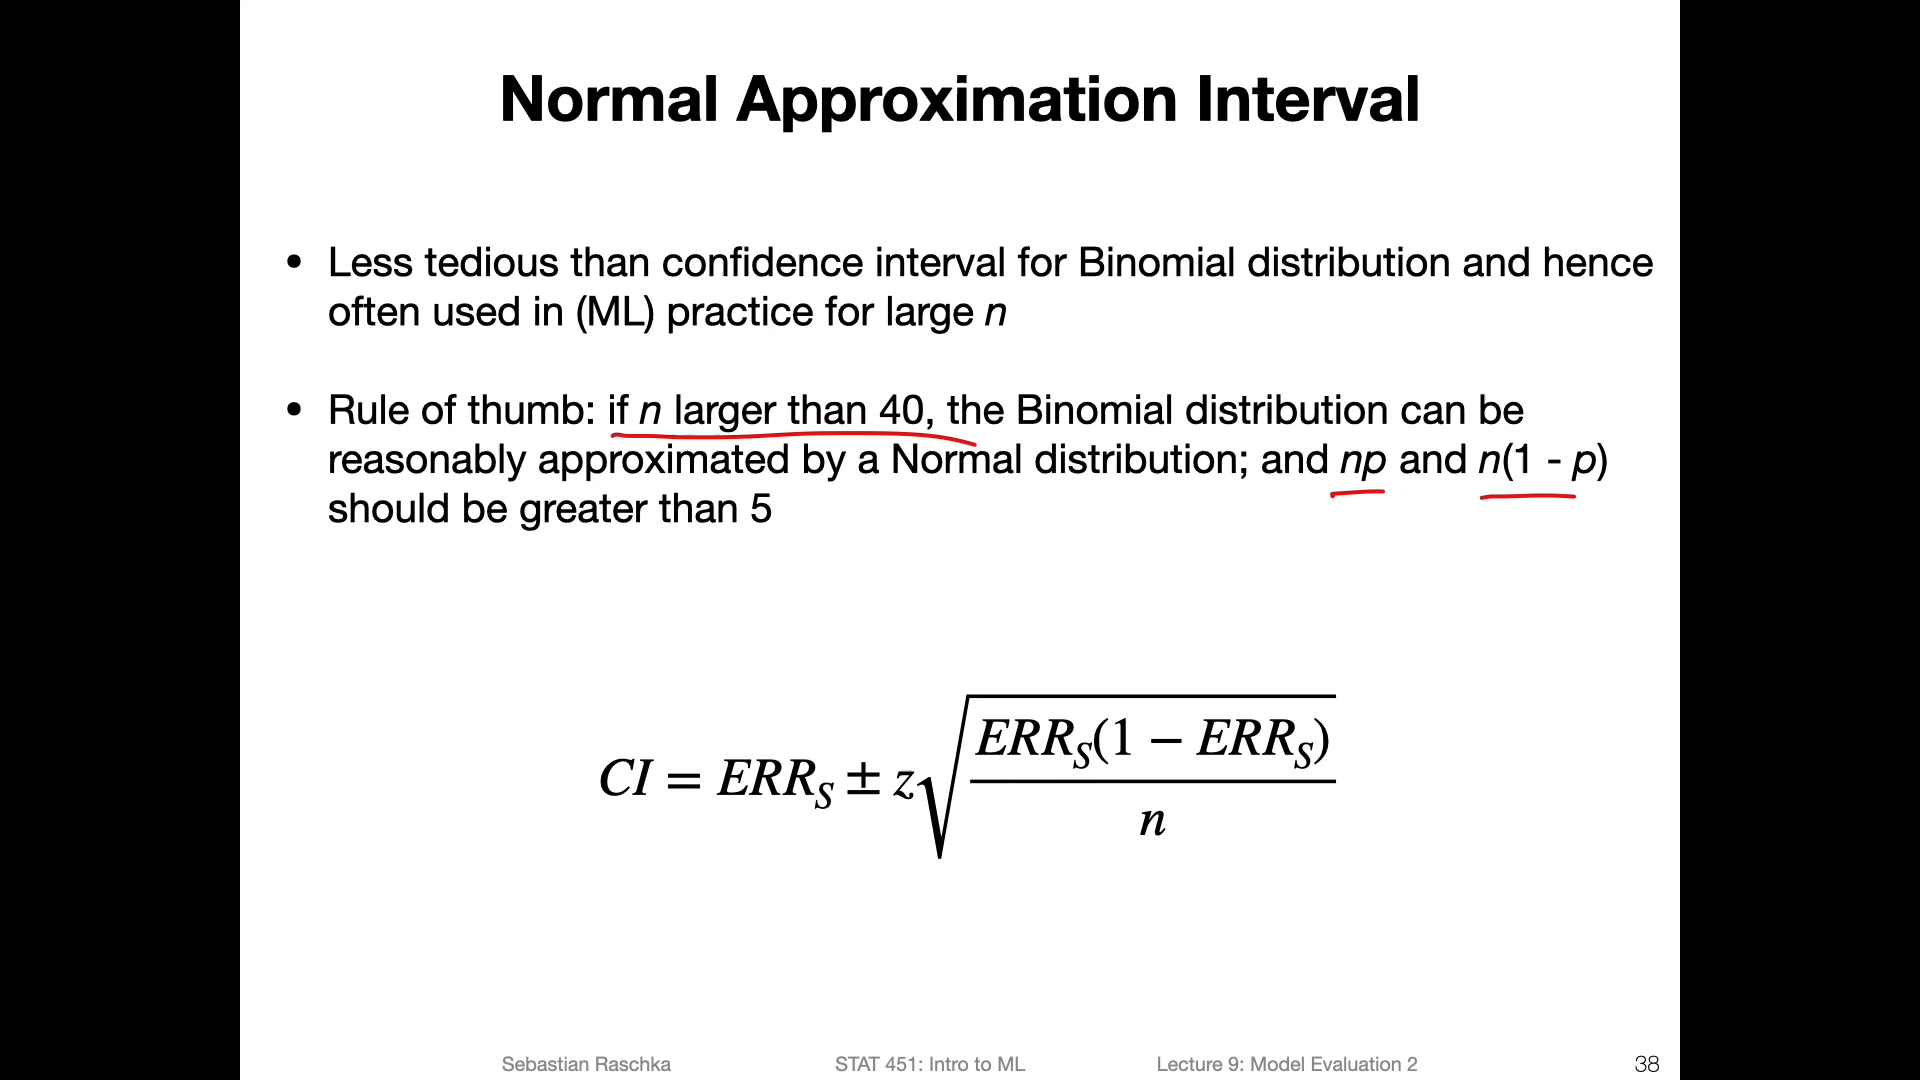 Normal Approximation Interval
• Less tedious than confidence interval for Binomial distribution and hence
often used in (ML) practice for large n
• Rule of thumb: if n larger than 40, the Binomial distribution can be
reasonably approximated by a Normal distribution; and np and n(1 - p)
should be greater than 5
CI = ERR_S ± z√(ERR_S(1 − ERR_S)/n)
Sebastian Raschka STAT 451: Intro to ML Lecture 9: Model Evaluation 2 38